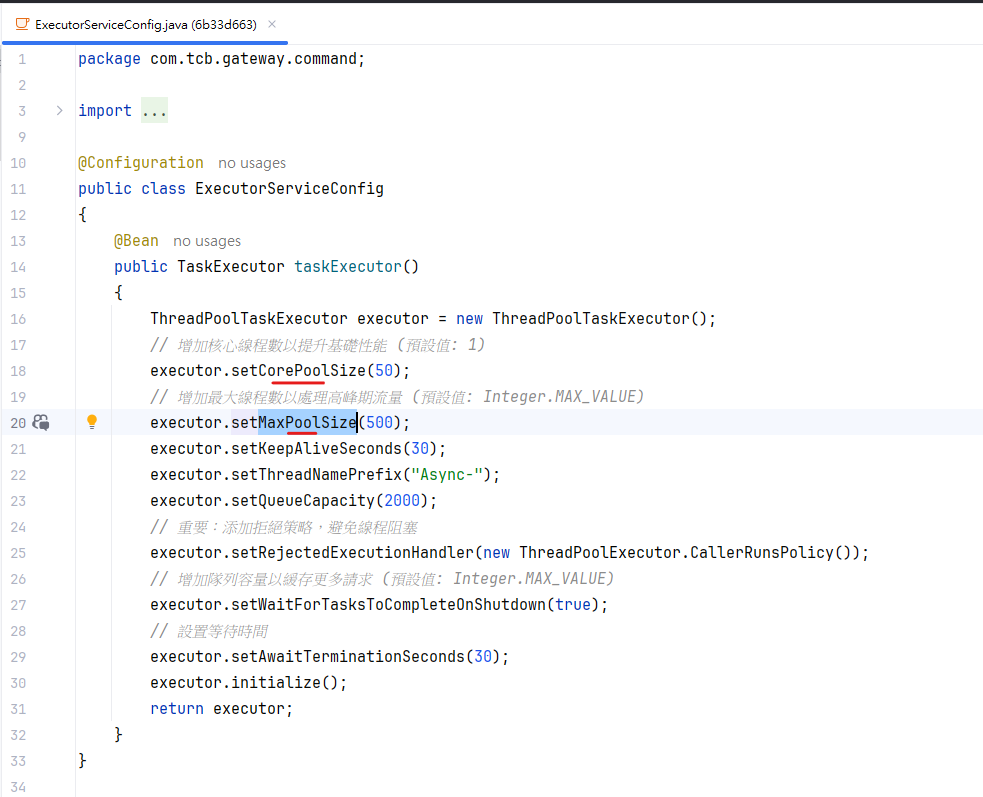 ExecutorServiceConfig.java (6b33d663) ×
1 package com.tcb.gateway.command;
2
3 > import ...
9
10 @Configuration no usages
11 public class ExecutorServiceConfig
12 {
13 @Bean no usages
14 public TaskExecutor taskExecutor()
15 {
16 ThreadPoolTaskExecutor executor = new ThreadPoolTaskExecutor();
17 // 增加核心線程數以提升基礎性能 (預設值: 1)
18 executor.setCorePoolSize(50);
19 // 增加最大線程數以處理高峰期流量 (預設值: Integer.MAX_VALUE)
20 executor.setMaxPoolSize(500);
21 executor.setKeepAliveSeconds(30);
22 executor.setThreadNamePrefix("Async-");
23 executor.setQueueCapacity(2000);
24 // 重要：添加拒絕策略，避免線程阻塞
25 executor.setRejectedExecutionHandler(new ThreadPoolExecutor.CallerRunsPolicy());
26 // 增加隊列容量以緩存更多請求 (預設值: Integer.MAX_VALUE)
27 executor.setWaitForTasksToCompleteOnShutdown(true);
28 // 設置等待時間
29 executor.setAwaitTerminationSeconds(30);
30 executor.initialize();
31 return executor;
32 }
33 }
34